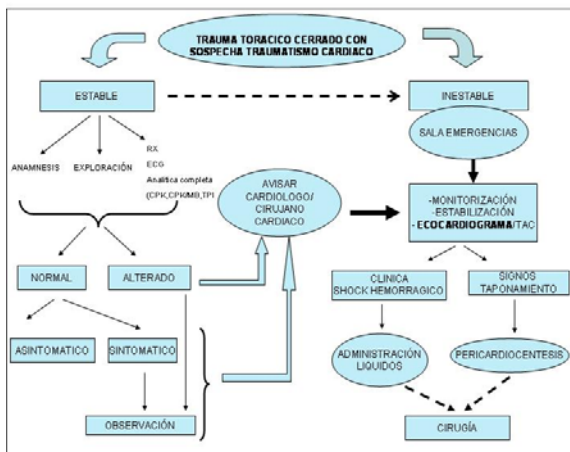 TRAUMA TORACICO CERRADO CON
SOSPECHA TRAUMATISMO CARDIACO
ESTABLE
INESTABLE
SALA EMERGENCIAS
ANAMNESIS
EXPLORACIÓN
RX
ECG
Analítica completa
(CPK,CPK/MB,TPI
AVISAR
CARDIOLOGO/
CIRUJANO
CARDIACO
-MONITORIZACIÓN
-ESTABILIZACIÓN
- ECOCARDIOGRAMA/TAC
NORMAL
ALTERADO
CLINICA
SHOCK HEMORRAGICO
SIGNOS
TAPONAMIENTO
ASINTOMATICO
SINTOMATICO
ADMINISTRACIÓN
LIQUIDOS
PERICARDIOCENTESIS
OBSERVACIÓN
CIRUGÍA